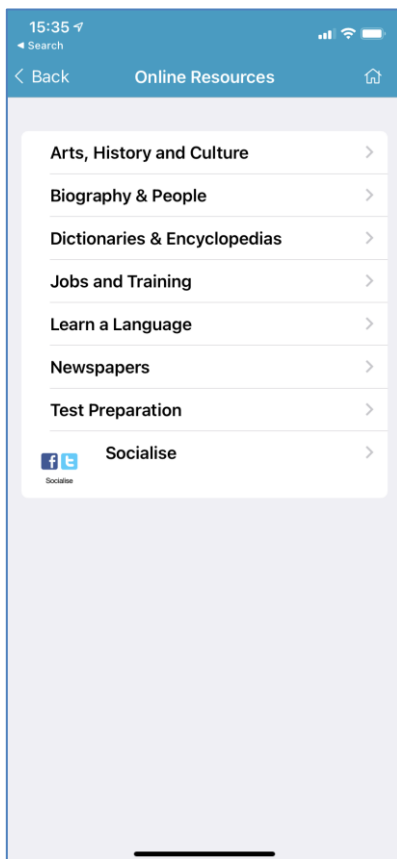 15:35
Search
Back Online Resources
Arts, History and Culture
Biography & People
Dictionaries & Encyclopedias
Jobs and Training
Learn a Language
Newspapers
Test Preparation
Socialise
Socialise